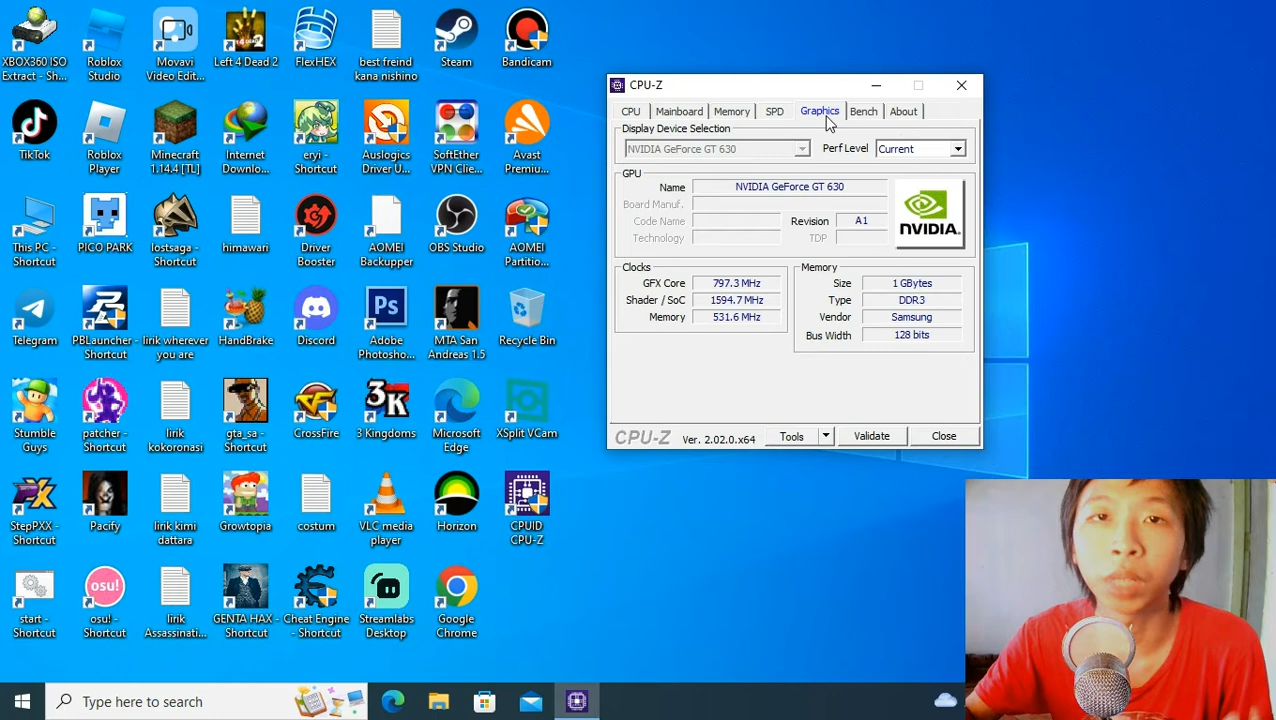 XBOX360 ISO
Extract - Sh...
Roblox
Studio
Movavi
Video Edit...
Left 4 Dead 2
FlexHEX
best freind
kana nishino
Steam
Bandicam
TikTok
Roblox
Player
Minecraft
1.14.4 [TL]
Internet
Downlo...
eryi -
Shortcut
Auslogics
Driver U...
SoftEther
VPN Clie...
Avast
Premiu...
This PC -
Shortcut
PICO PARK
lostsaga -
Shortcut
himawari
Driver
Booster
AOMEI
Backupper
OBS Studio
AOMEI
Partitio...
Telegram
PBLauncher -
Shortcut
lirik wherever
you are
HandBrake
Discord
Adobe
Photosho...
MTA San
Andreas 1.5
Recycle Bin
Stumble
Guys
patcher -
Shortcut
lirik
kokoronasi
gta_sa -
Shortcut
CrossFire
3 Kingdoms
Microsoft
Edge
XSplit VCam
StepPXX -
Shortcut
Pacify
lirik kimi
dattara
Growtopia
costum
VLC media
player
Horizon
CPUID
CPU-Z
start -
Shortcut
osu!
osu! -
Shortcut
lirik
Assassinati...
GENTA HAX -
Shortcut
Cheat Engine
- Shortcut
Streamlabs
Desktop
Google
Chrome
CPU-Z
CPU Mainboard Memory SPD Graphics Bench About
Display Device Selection
NVIDIA GeForce GT 630 Perf Level Current
GPU
Name NVIDIA GeForce GT 630
Board Manuf.
Code Name Revision A1
Technology TDP
NVIDIA.
Clocks
GFX Core 797.3 MHz
Shader / SoC 1594.7 MHz
Memory 531.6 MHz
Memory
Size 1 GBytes
Type DDR3
Vendor Samsung
Bus Width 128 bits
CPU-Z Ver. 2.02.0.x64 Tools Validate Close
Type here to search